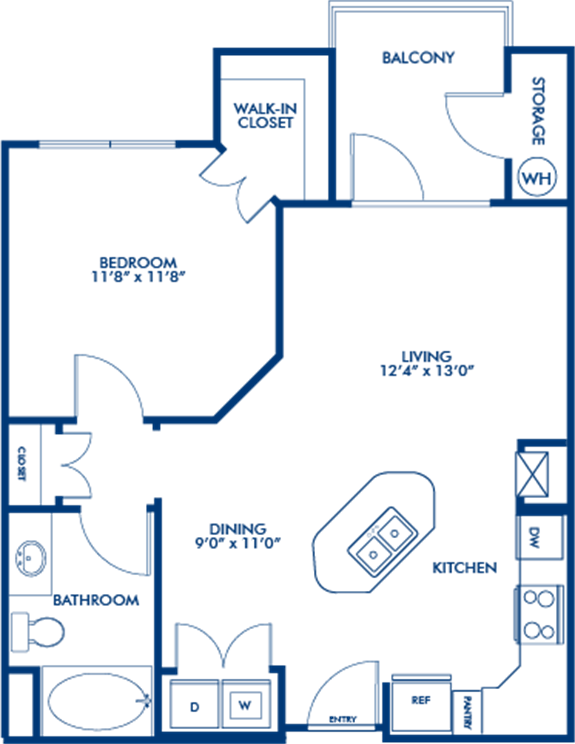 BALCONY
STORAGE
WH
WALK-IN
CLOSET
BEDROOM
11'8" x 11'8"
LIVING
12'4" x 13'0"
CLOSET
DINING
9'0" x 11'0"
DW
KITCHEN
BATHROOM
D
W
REF
PANTRY
ENTRY